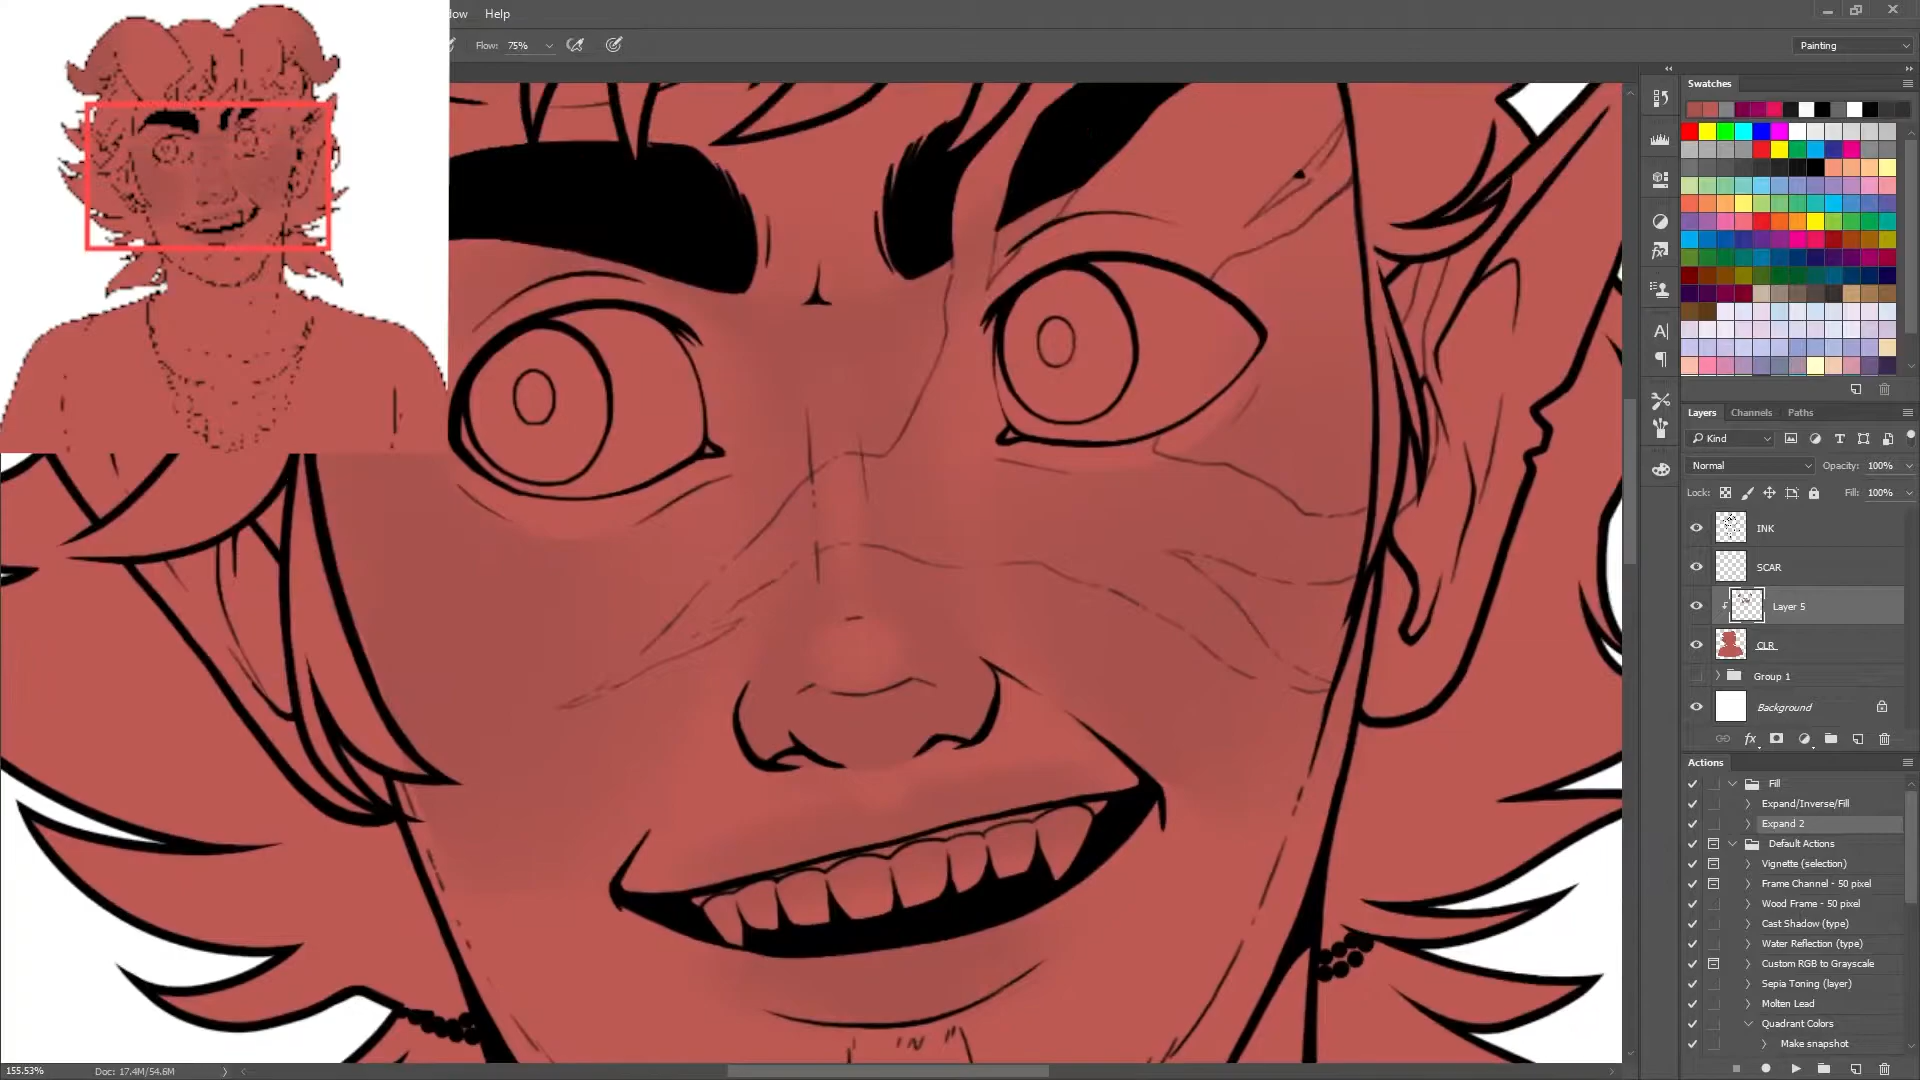 ow Help
Flow: 75%
Painting
Swatches
Layers Channels Paths
Kind
Normal Opacity: 100%
Lock: Fill: 100%
INK
SCAR
Layer 5
CLR
Group 1
Background
Actions
Fill
Expand/Inverse/Fill
Expand 2
Default Actions
Vignette (selection)
Frame Channel - 50 pixel
Wood Frame - 50 pixel
Cast Shadow (type)
Water Reflection (type)
Custom RGB to Grayscale
Sepia Toning (layer)
Molten Lead
Quadrant Colors
Make snapshot
155.53% Doc: 17.4M/54.6M